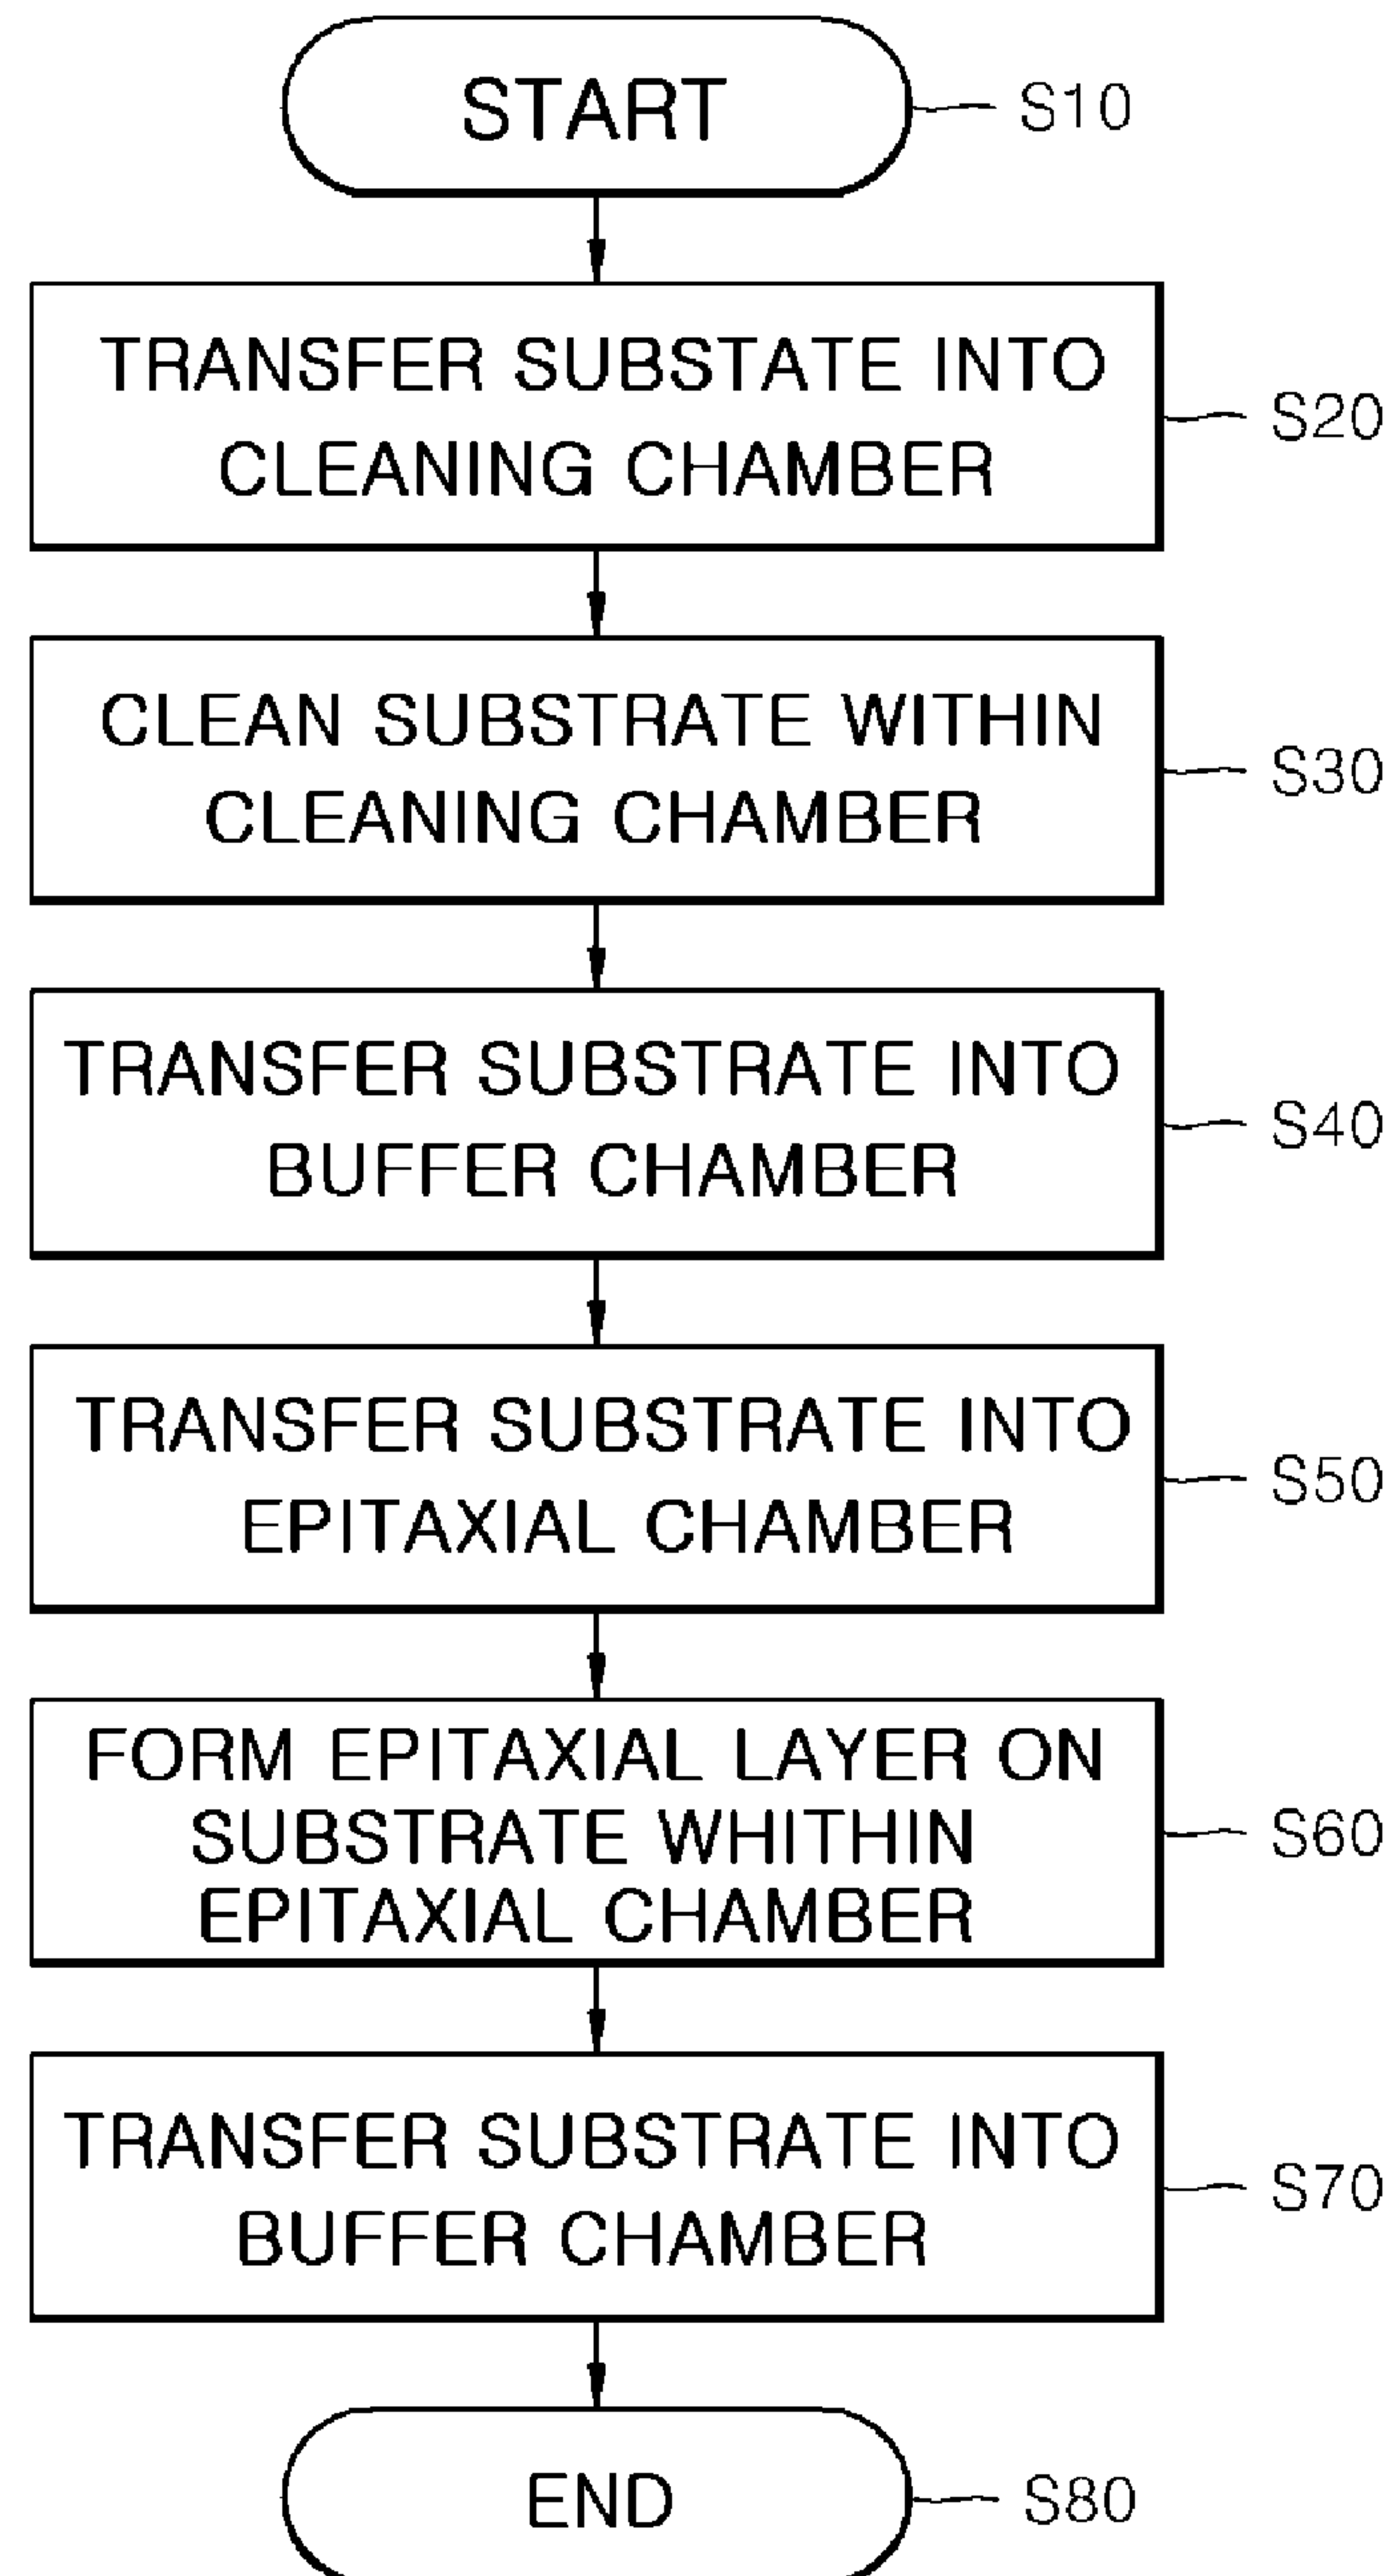 START
S10
TRANSFER SUBSTATE INTO
CLEANING CHAMBER
S20
CLEAN SUBSTRATE WITHIN
CLEANING CHAMBER
S30
TRANSFER SUBSTRATE INTO
BUFFER CHAMBER
S40
TRANSFER SUBSTRATE INTO
EPITAXIAL CHAMBER
S50
FORM EPITAXIAL LAYER ON
SUBSTRATE WHITHIN
EPITAXIAL CHAMBER
S60
TRANSFER SUBSTRATE INTO
BUFFER CHAMBER
S70
END
S80